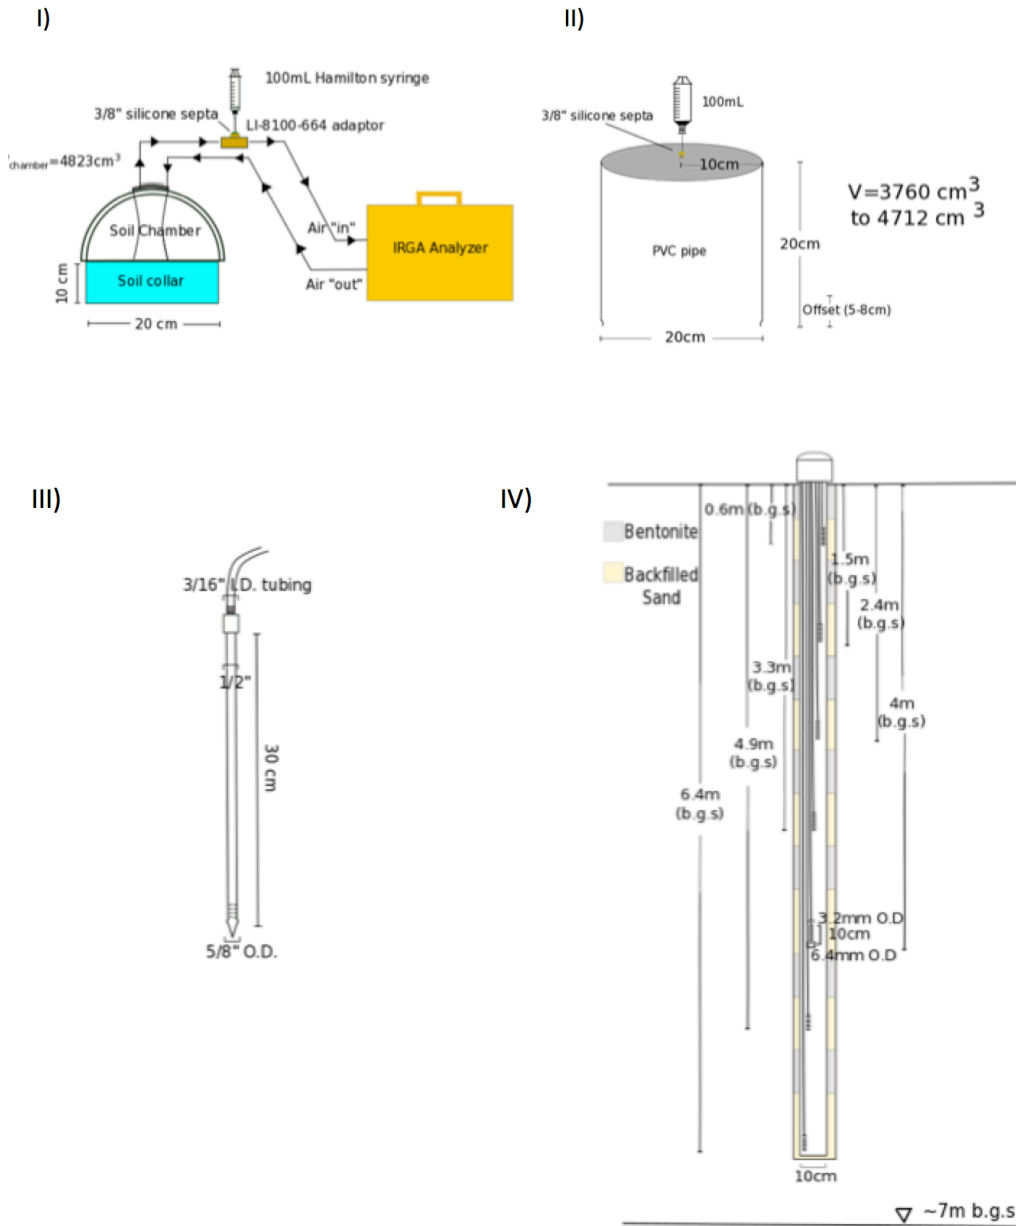 I)
100mL Hamilton syringe
3/8" silicone septa
LI-8100-664 adaptor
chamber=4823cm3
Soil Chamber
Air "in"
IRGA Analyzer
Air "out"
Soil collar
10 cm
20 cm
II)
100mL
3/8" silicone septa
10cm
V=3760 cm3
to 4712 cm 3
20cm
PVC pipe
Offset (5-8cm)
20cm
III)
3/16" I.D. tubing
1/2"
30 cm
5/8" O.D.
IV)
0.6m (b.g.s)
Bentonite
Backfilled
Sand
1.5m
(b.g.s)
2.4m
(b.g.s)
3.3m
(b.g.s)
4m
(b.g.s)
4.9m
(b.g.s)
6.4m
(b.g.s)
3.2mm O.D
10cm
6.4mm O.D
10cm
~7m b.g.s